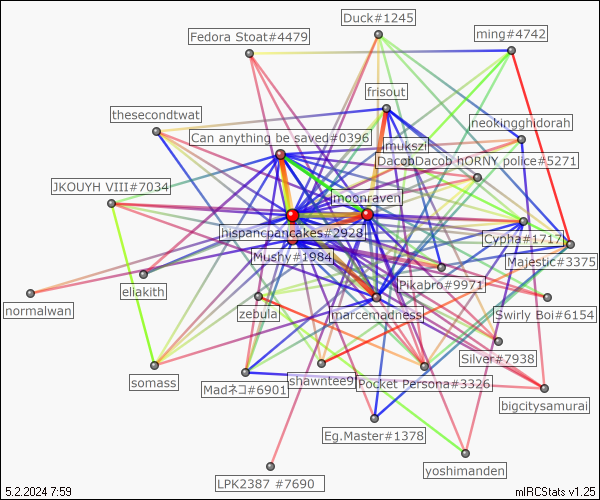 Duck#1245
Fedora Stoat#4479
ming#4742
frisout
thesecondtwat
neokingghidorah
Can anything be saved#0396
mukszi
DacobDacob hORNY police#5271
JKOUYH VIII#7034
moonraven
hispancpancakes#2928
Cypha#1717
Mushy#1984
Majestic#3375
ellakith
Pikabro#9971
normalwan
zebula
marcemadness
Swirly Boi#6154
Silver#7938
somass
Madネコ#6901
shawntee9
Pocket Persona#3326
bigcitysamurai
Eg.Master#1378
yoshimanden
LPK2387 #7690
5.2.2024 7:59
mIRCStats v1.25